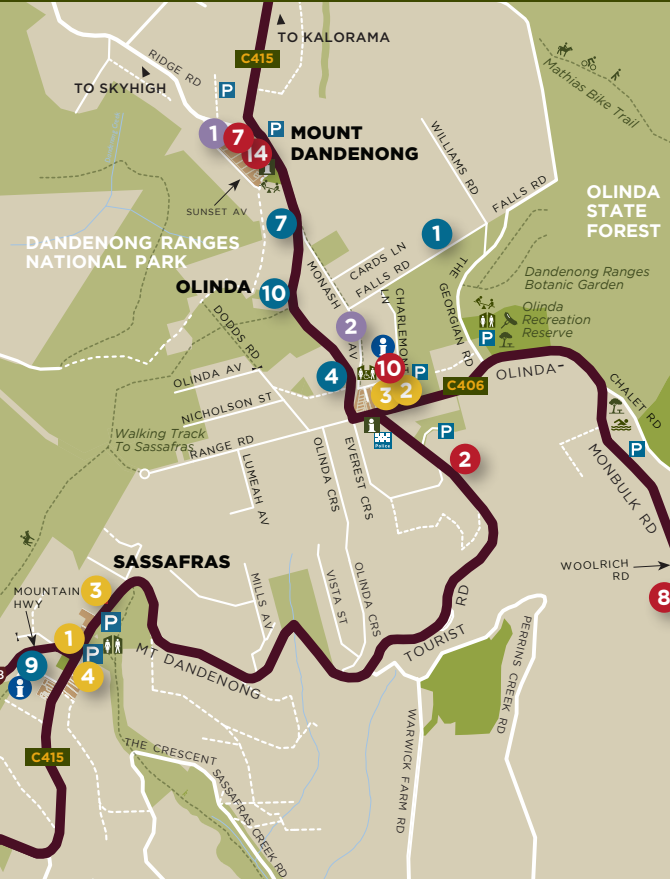 TO KALORAMA
C415
RIDGE RD
TO SKYHIGH
Mathias Bike Trail
P
P
1
7
14
MOUNT
DANDENONG
WILLIAMS RD
FALLS RD
SUNSET AV
OLINDA
STATE
FOREST
7
1
DANDENONG RANGES
NATIONAL PARK
CARDS LN
FALLS RD
MONASH
AV
THE
GEORGIAN RD
Dandenong Ranges
Botanic Garden
OLINDA
10
LN
CHARLEMONT
Olinda
Recreation
Reserve
P
2
i
DODDS RD
4
10
P
3
2
C406
OLINDA-
MONBULK RD
CHALET RD
P
OLINDA AV
NICHOLSON ST
Walking Track
To Sassafras
RANGE RD
i
Police
P
2
LUMEAH AV
OLINDA CRS
EVEREST CRS
WOOLRICH
RD
8
SASSAFRAS
MOUNTAIN
HWY
3
P
1
P
9
i
4
MILLS AV
VISTA ST
OLINDA CRS
MT DANDENONG
TOURIST
RD
PERRINS CREEK RD
WARWICK FARM RD
C415
THE CRESCENT
SASSAFRAS CREEK RD